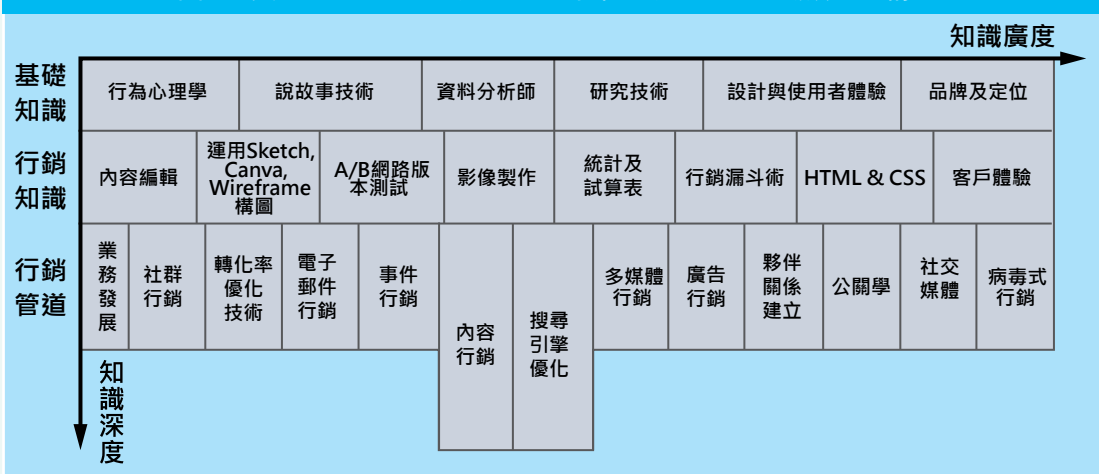 知識廣度
基礎
知識
行為心理學
說故事技術
資料分析師
研究技術
設計與使用者體驗
品牌及定位
行銷
知識
內容編輯
運用Sketch,
Canva,
Wireframe
構圖
A/B網路版
本測試
影像製作
統計及
試算表
行銷漏斗術
HTML & CSS
客戶體驗
行銷
管道
業
務
發
展
社群
行銷
轉化率
優化
技術
電子
郵件
行銷
事件
行銷
內容
行銷
搜尋
引擎
優化
多媒體
行銷
廣告
行銷
夥伴
關係
建立
公關學
社交
媒體
病毒式
行銷
知
識
深
度